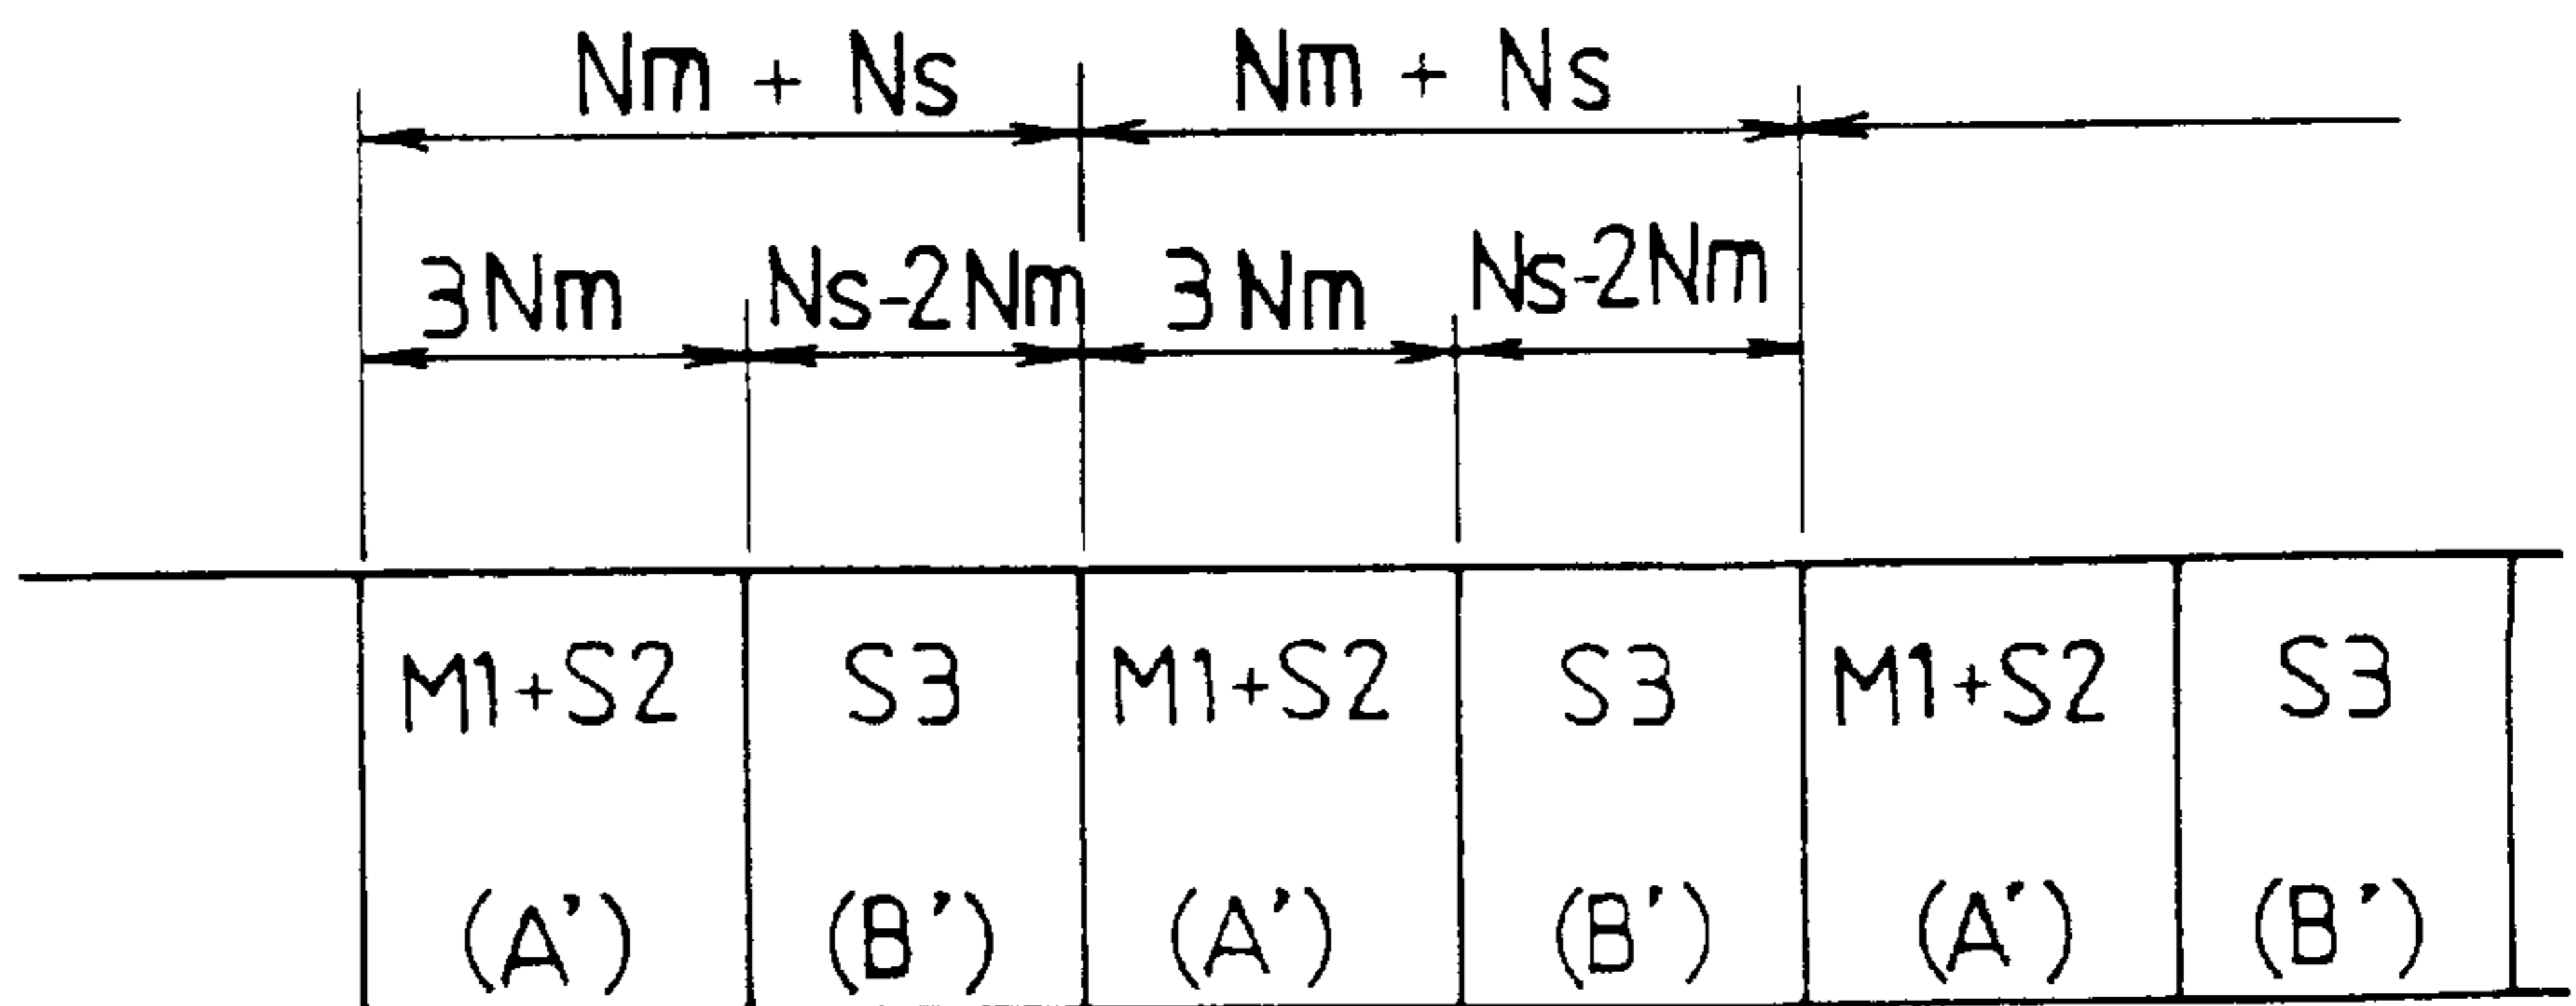 Nm + Ns Nm + Ns
3Nm Ns-2Nm 3Nm Ns-2Nm
M1+S2 S3 M1+S2 S3 M1+S2 S3
(A') (B') (A') (B') (A') (B')